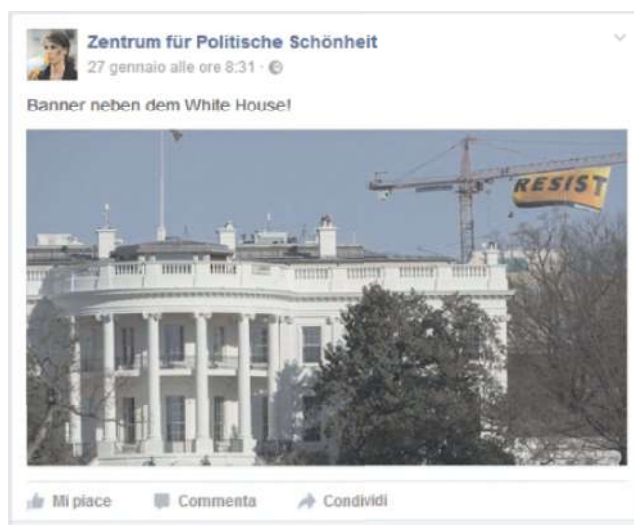 Zentrum für Politische Schönheit
27 gennaio alle ore 8:31 ·
Banner neben dem White House!
RESIST
Mi piace Commenta Condividi